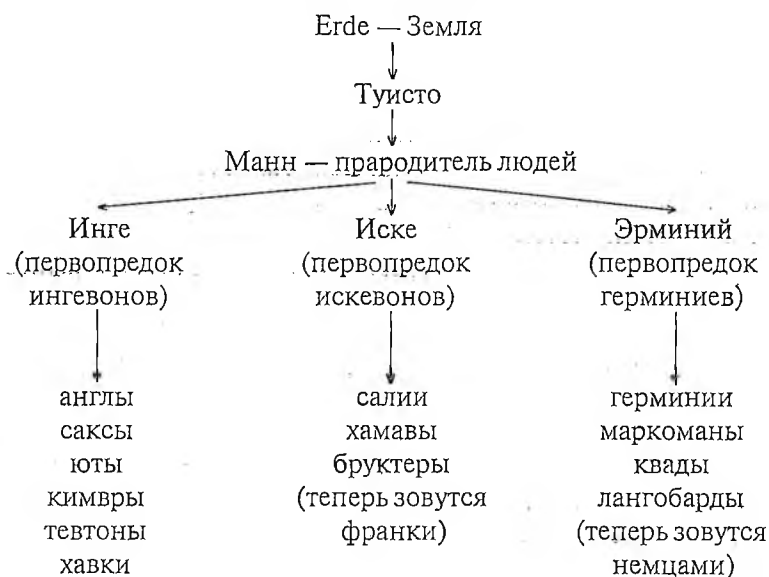 Erde — Земля
Туисто
Манн — прародитель людей
Инге
(первопредок
ингевонов)
Иске
(первопредок
искевонов)
Эрминий
(первопредок
герминиев)
англы
саксы
юты
кимвры
тевтоны
хавки
салии
хамавы
бруктеры
(теперь зовутся
франки)
герминии
маркоманы
квады
лангобарды
(теперь зовутся
немцами)